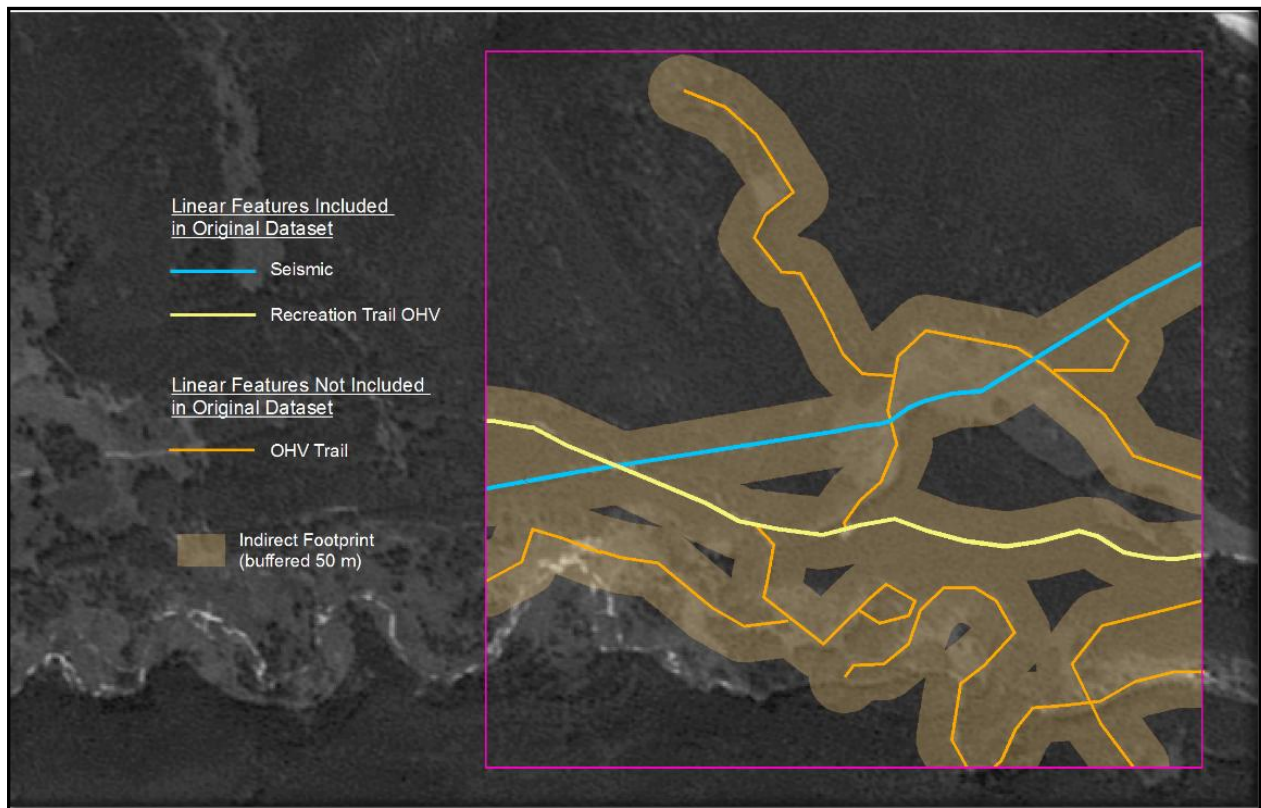 Linear Features Included
in Original Dataset
Seismic
Recreation Trail OHV
Linear Features Not Included
in Original Dataset
OHV Trail
Indirect Footprint
(buffered 50 m)